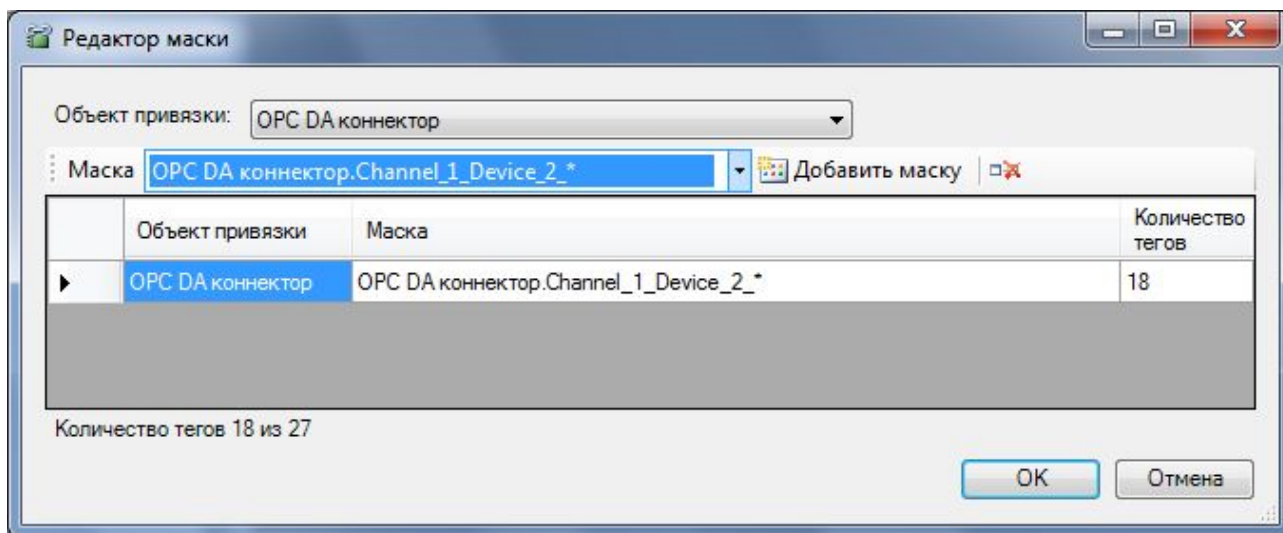 Редактор маски
Объект привязки: OPC DA коннектор
Маска OPC DA коннектор.Channel_1_Device_2_* Добавить маску
Объект привязки Маска Количество тегов
OPC DA коннектор OPC DA коннектор.Channel_1_Device_2_* 18
Количество тегов 18 из 27
OK Отмена